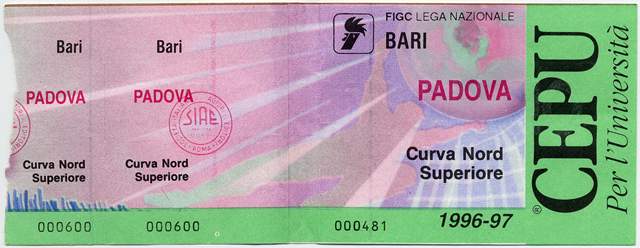 Bari
PADOVA
Curva Nord
Superiore
000600
Bari
PADOVA
SIAE
Curva Nord
Superiore
000600
FIGC LEGA NAZIONALE
BARI
PADOVA
Curva Nord
Superiore
000481
1996-97
CEPU
®
Per l'Università